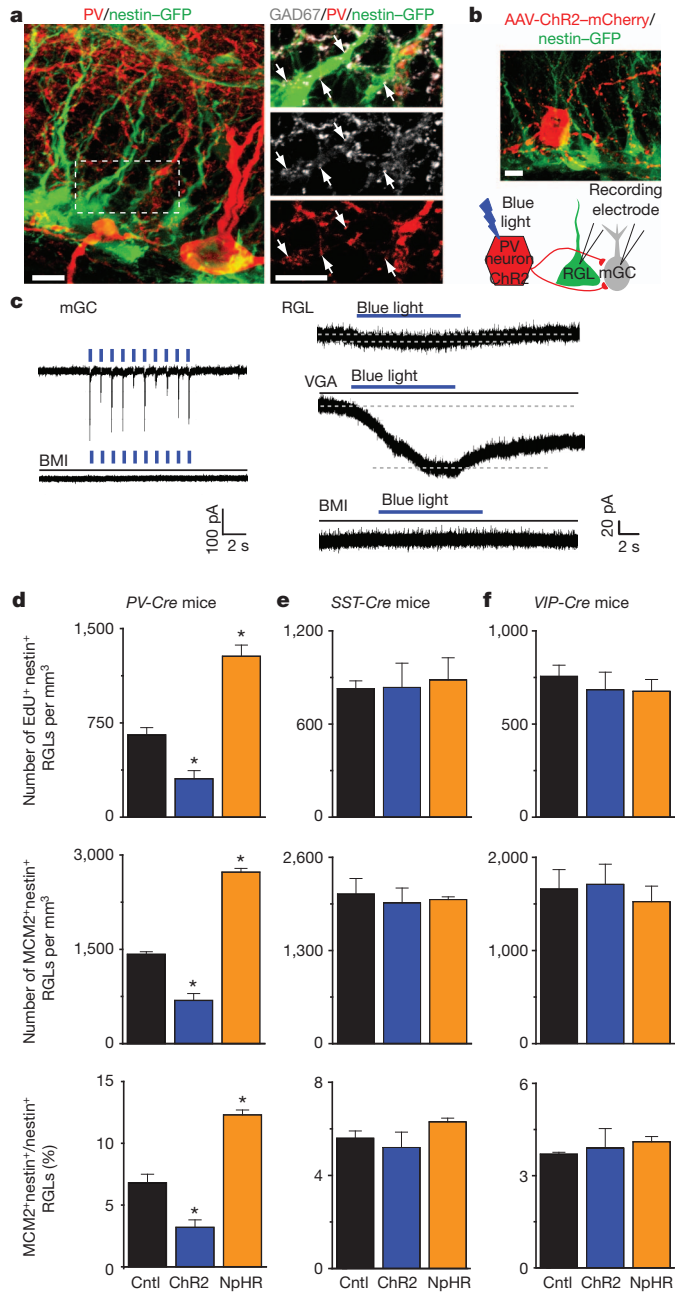 a
PV/nestin–GFP
GAD67/PV/nestin–GFP
b
AAV-ChR2–mCherry/
nestin–GFP
Blue
light
Recording
electrode
PV
neuron
ChR2
RGL
mGC
c
mGC
BMI
100 pA
2 s
RGL
Blue light
VGA
Blue light
BMI
Blue light
20 pA
2 s
d
PV-Cre mice
e
SST-Cre mice
f
VIP-Cre mice
Number of EdU⁺ nestin⁺
RGLs per mm³
1,500
750
0
*
*
1,200
600
0
1,000
500
0
Number of MCM2⁺nestin⁺
RGLs per mm³
3,000
1,500
0
*
*
2,600
1,300
0
2,000
1,000
0
MCM2⁺nestin⁺/nestin⁺
RGLs (%)
15
10
5
0
*
*
8
6
4
0
6
4
2
0
Cntl ChR2 NpHR
Cntl ChR2 NpHR
Cntl ChR2 NpHR